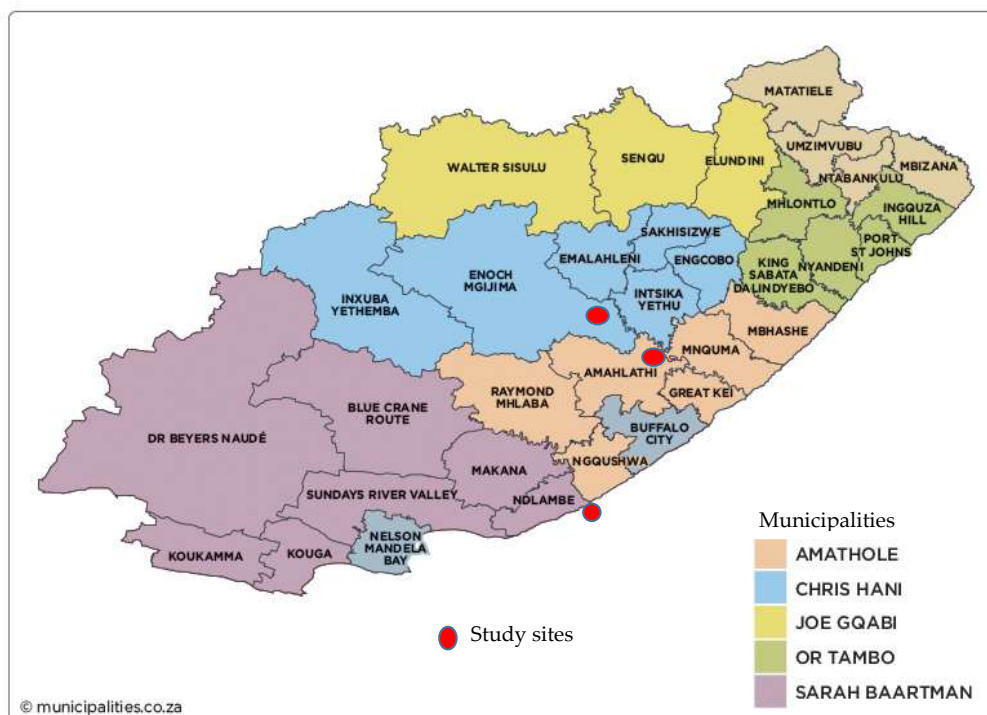 MATATIELE
UMZIMVUBU
MBIZANA
NTABANKULU
SENQU
ELUNDINI
WALTER SISULU
MHLONTLO
INGQUZA
HILL
PORT
ST JOHNS
SAKHISIZWE
EMALAHLENI
ENGCOBO
KING
SABATA
DALINDYEBO
NYANDENI
ENOCH
MGIJIMA
INXUBA
YETHEMBA
INTSIKA
YETHU
MBHASHE
MNQUMA
AMAHLATHI
GREAT KEI
RAYMOND
MHLABA
BLUE CRANE
ROUTE
BUFFALO
CITY
DR BEYERS NAUDÉ
NGQUSHWA
MAKANA
SUNDAYS RIVER VALLEY
NDLAMBE
NELSON
MANDELA
BAY
KOUKAMMA
KOUGA
Municipalities
AMATHOLE
CHRIS HANI
JOE GQABI
OR TAMBO
SARAH BAARTMAN
Study sites
© municipalities.co.za